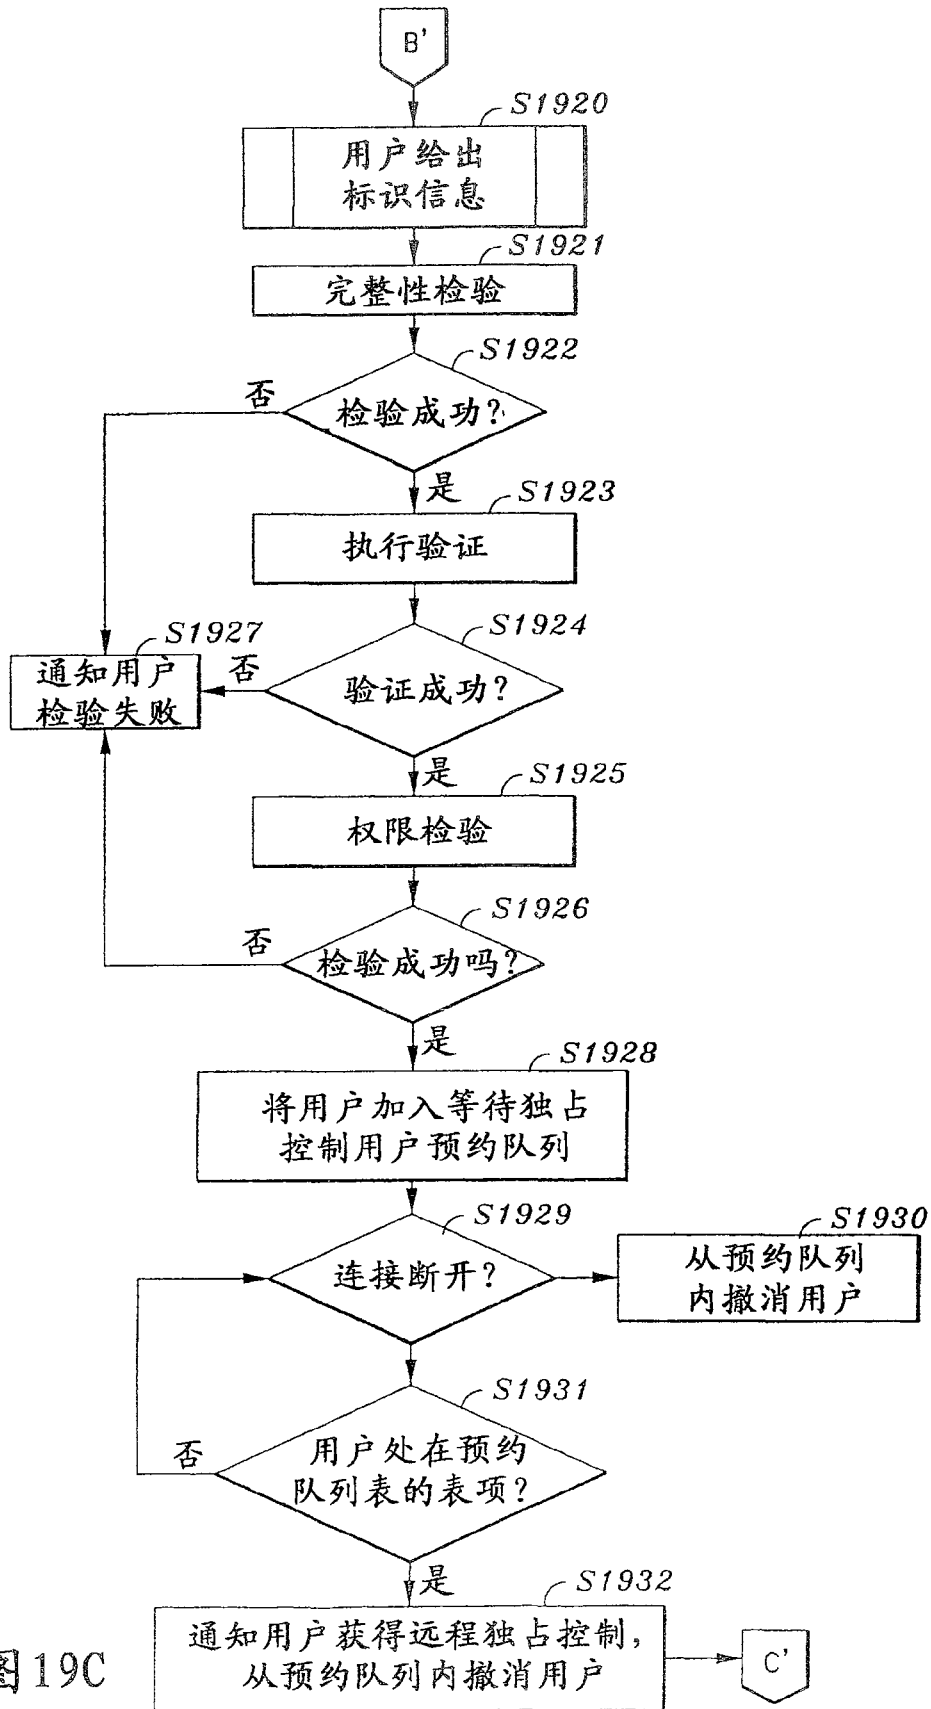 B'
S1920
用户给出
标识信息
S1921
完整性检验
S1922
否
检验成功?
是
S1923
执行验证
S1924
S1927
否
通知用户
检验失败
验证成功?
是
S1925
权限检验
S1926
否
检验成功吗?
是
S1928
将用户加入等待独占
控制用户预约队列
S1929
连接断开?
S1930
从预约队列
内撤消用户
S1931
否
用户处在预约
队列表的表项?
是
S1932
通知用户获得远程独占控制,
从预约队列内撤消用户
C'
图19C